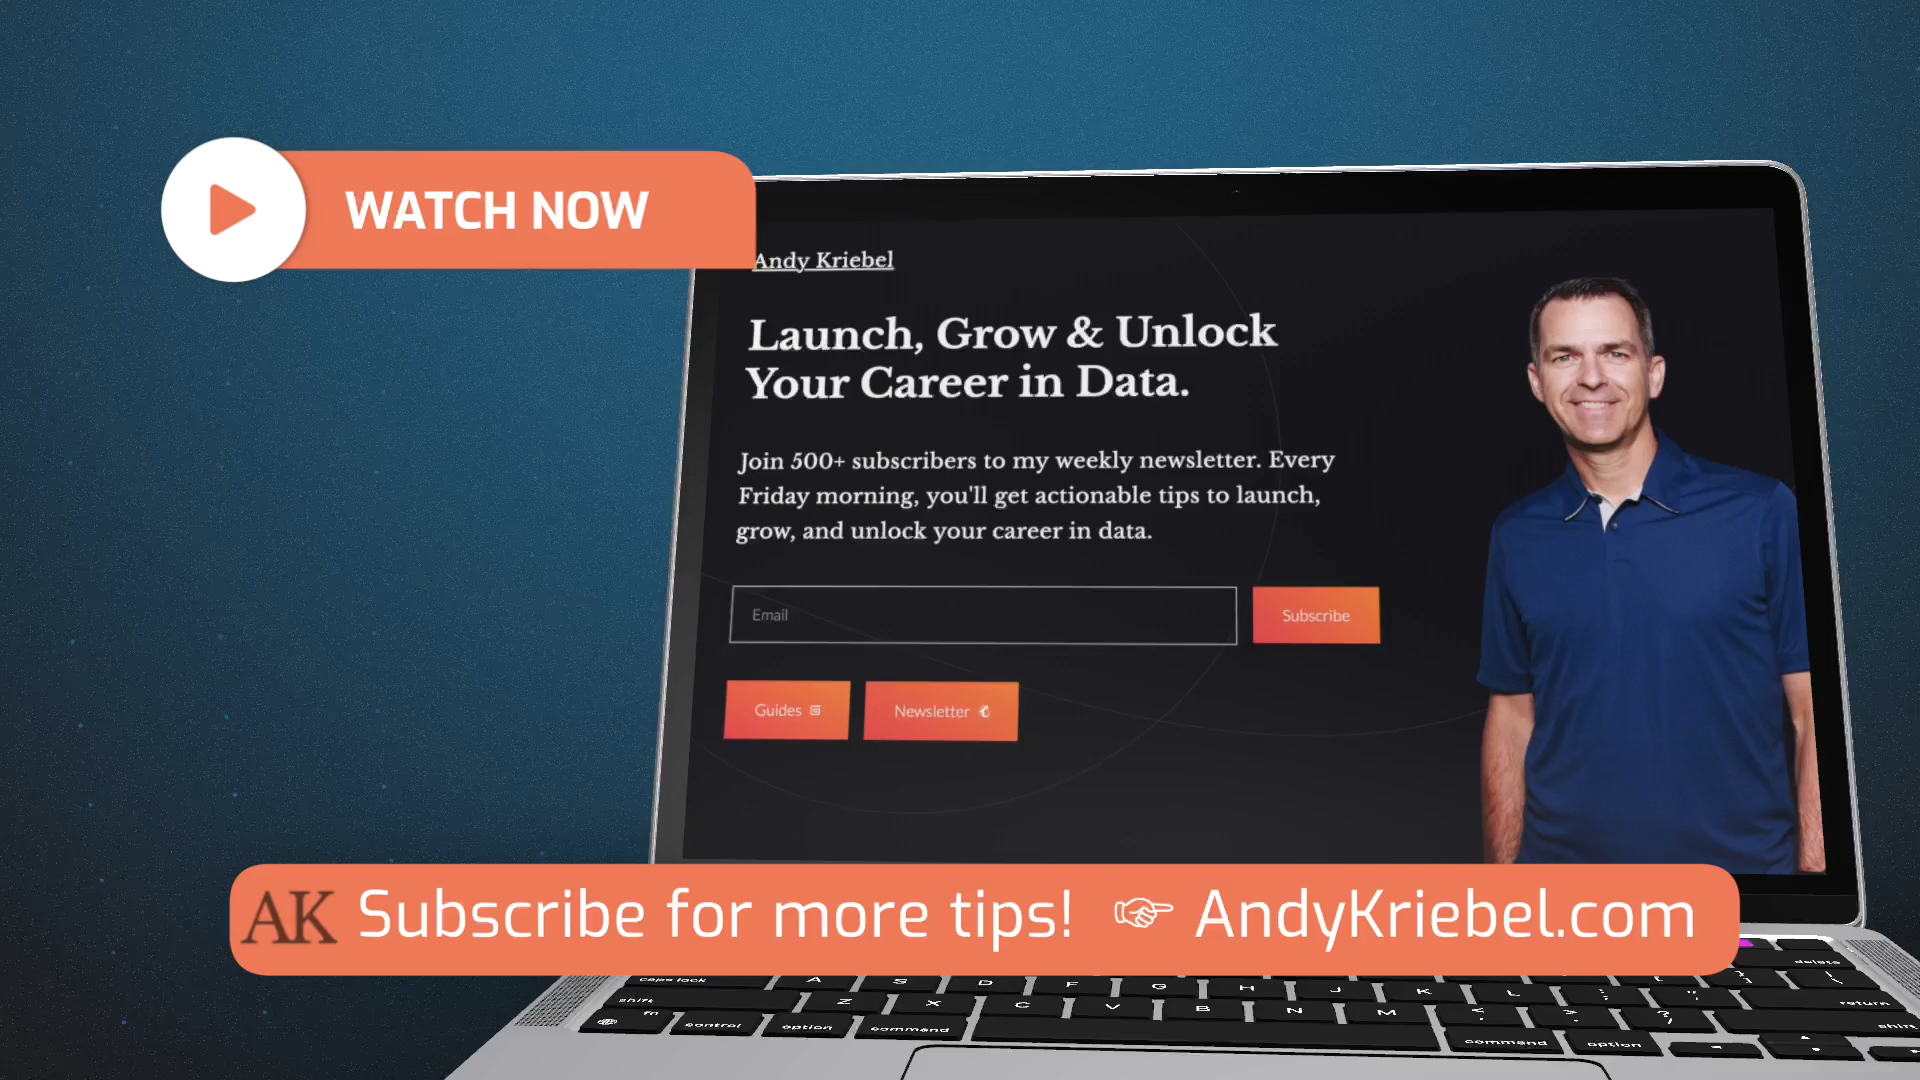 WATCH NOW
Andy Kriebel
Launch, Grow & Unlock
Your Career in Data.
Join 500+ subscribers to my weekly newsletter. Every
Friday morning, you'll get actionable tips to launch,
grow, and unlock your career in data.
Email
Subscribe
Guides
Newsletter
AK Subscribe for more tips! AndyKriebel.com
delete
caps lock A S D F G H J K L : ; " ' return
shift Z X C V B N M < , > . ? / shift
fn control option command command option